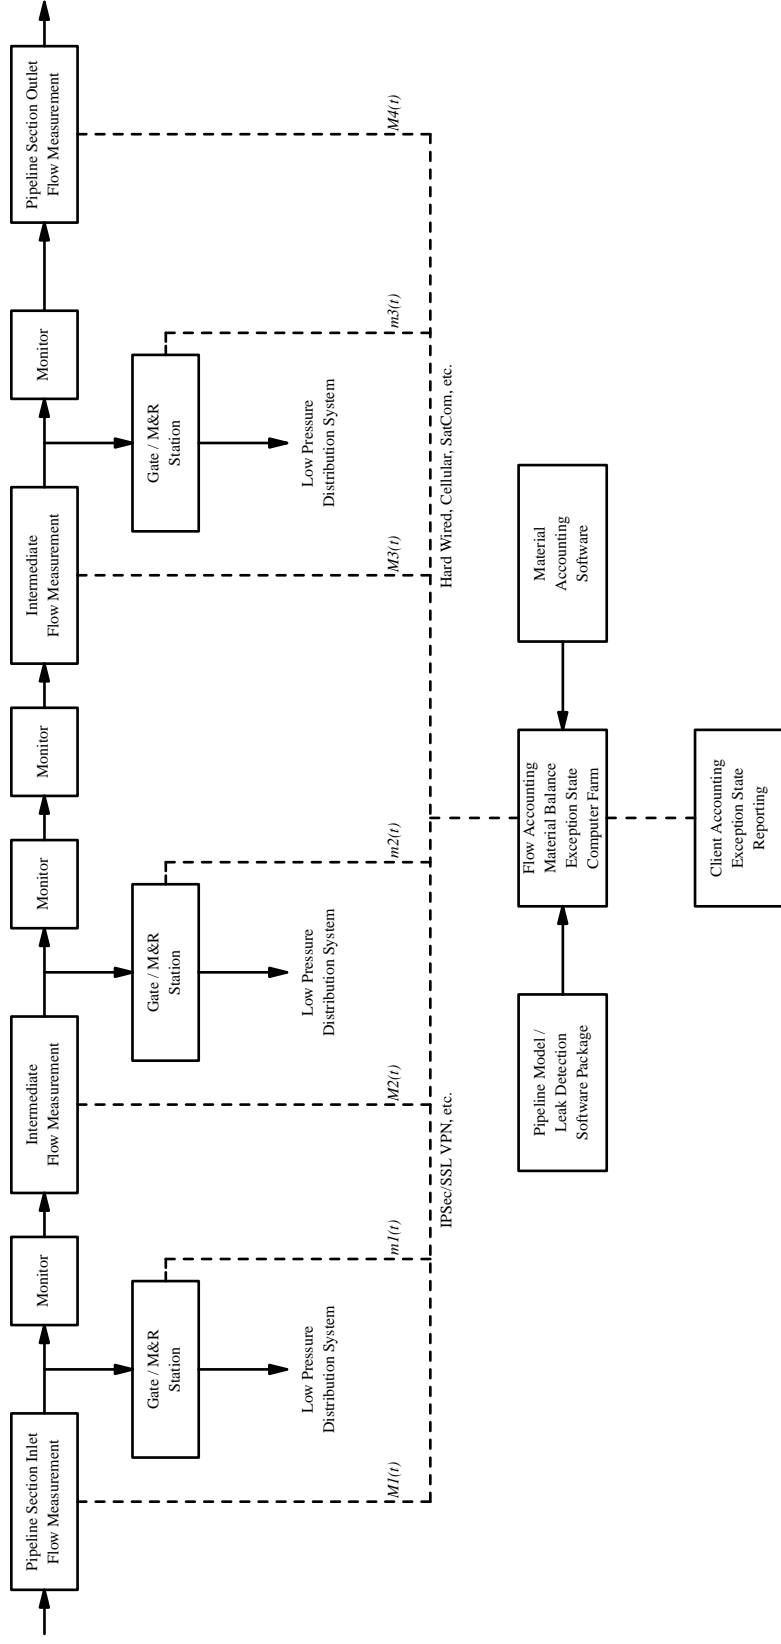 Pipeline Section Inlet
Flow Measurement
Monitor
Intermediate
Flow Measurement
Monitor
Monitor
Intermediate
Flow Measurement
Monitor
Pipeline Section Outlet
Flow Measurement
Gate / M&R
Station
Gate / M&R
Station
Gate / M&R
Station
Low Pressure
Distribution System
Low Pressure
Distribution System
Low Pressure
Distribution System
M1(t)
m1(t)
M2(t)
m2(t)
M3(t)
m3(t)
M4(t)
IPSec/SSL VPN, etc.
Hard Wired, Cellular, SatCom, etc.
Pipeline Model /
Leak Detection
Software Package
Flow Accounting
Material Balance
Exception State
Computer Farm
Material
Accounting
Software
Client Accounting
Exception State
Reporting